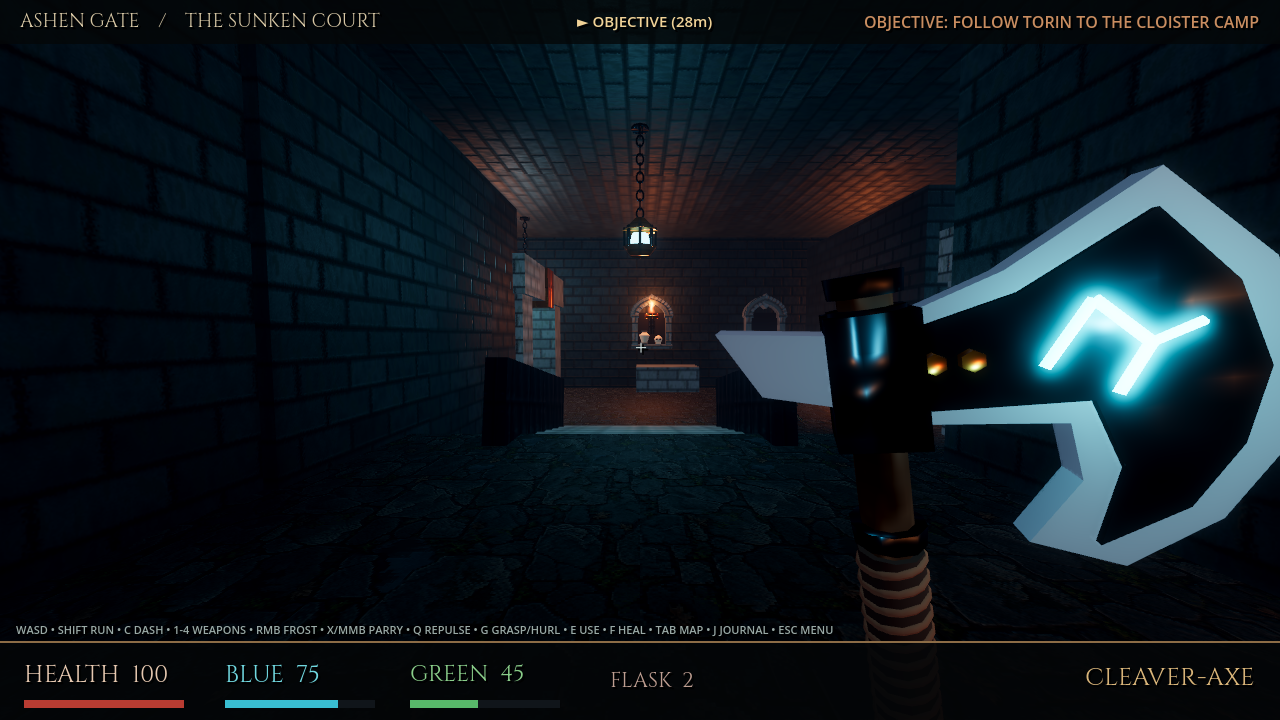 ASHEN GATE / THE SUNKEN COURT
► OBJECTIVE (28m)
OBJECTIVE: FOLLOW TORIN TO THE CLOISTER CAMP
WASD • SHIFT RUN • C DASH • 1-4 WEAPONS • RMB FROST • X/MMB PARRY • Q REPULSE • G GRASP/HURL • E USE • F HEAL • TAB MAP • J JOURNAL • ESC MENU
HEALTH 100
BLUE 75
GREEN 45
FLASK 2
CLEAVER-AXE